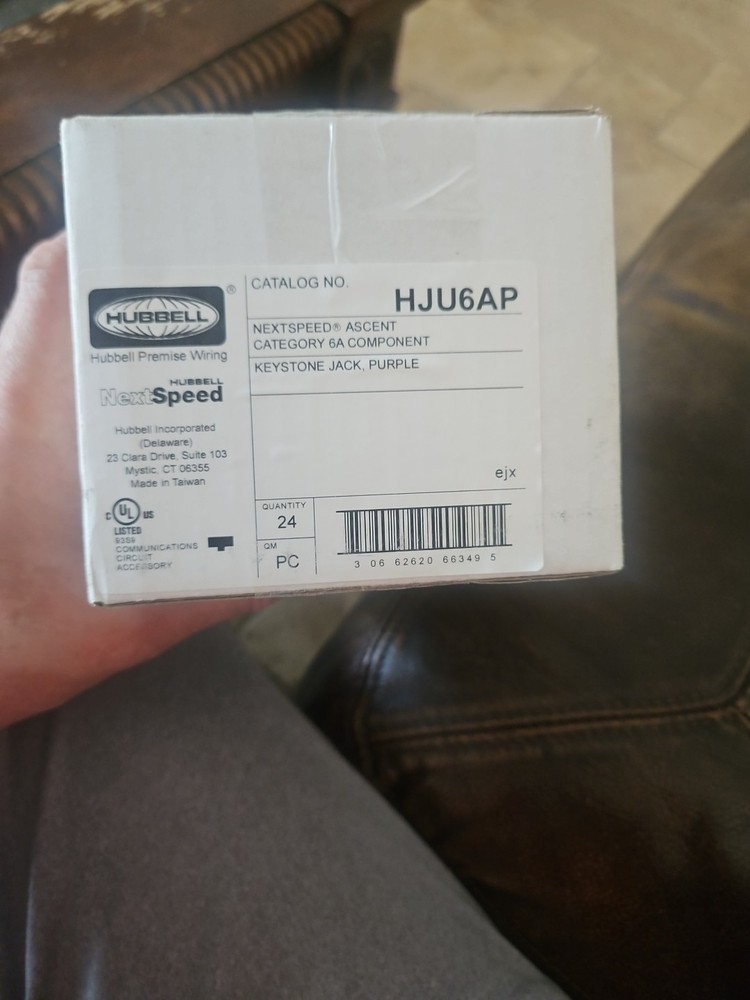 HUBBELL®
Hubbell Premise Wiring
HUBBELL
NextSpeed
Hubbell Incorporated
(Delaware)
23 Clara Drive, Suite 103
Mystic, CT 06355
Made in Taiwan
C UL US
LISTED
9359
COMMUNICATIONS
CIRCUIT
ACCESSORY
CATALOG NO.
HJU6AP
NEXTSPEED® ASCENT
CATEGORY 6A COMPONENT
KEYSTONE JACK, PURPLE
ejx
QUANTITY
24
QM
PC
3 06 62620 66349 5